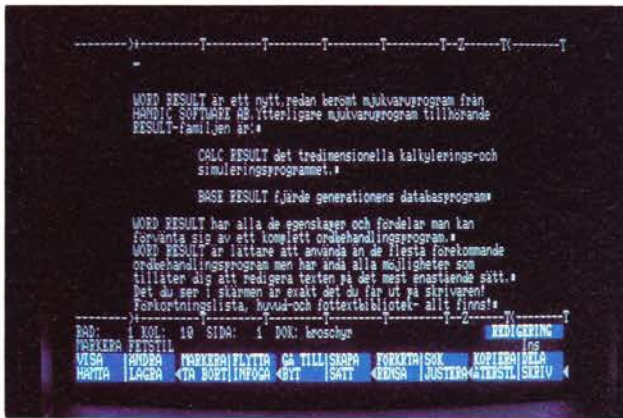 --------->+---------T---------T---------T---------T---------T--Z------T<--------T
WORD RESULT är ett nytt,redan berömt mjukvaruprogram från
HANDIC SOFTWARE AB.Ytterligare mjukvaruprogram tillhörande
RESULT-familjen är:
CALC RESULT det tredimensionella kalkylerings-och
simuleringsprogrammet.
BASE RESULT fjärde generationens databasprogram
WORD RESULT har alla de egenskaper och fördelar man kan
förvänta sig av ett komplett ordbehandlingsprogram.
WORD RESULT är lättare att använda än de flesta förekommande
ordbehandlingsprogram men har ändå alla möjligheter som
tillåter dig att redigera texten på det mest enastående sätt.
Det du ser i skärmen är exakt det du får ut på skrivaren!
Förkortningslista, huvud-och fottextbibliotek- allt finns!
--------->+---------T---------T---------T---------T---------T--Z------T<--------T
RAD: 1 KOL: 10 SIDA: 1 DOK: broschyr REDIGERING
MARKERA FETSTIL Ins
VISA ÄNDRA MARKERA FLYTTA GÅ TILL SKAPA FÖRKRTA SÖK KOPIERA DELA
HÄMTA LAGRA TA BORT INFOGA BYT SÄTT RENSA JUSTERA ÅTERSTL SKRIV